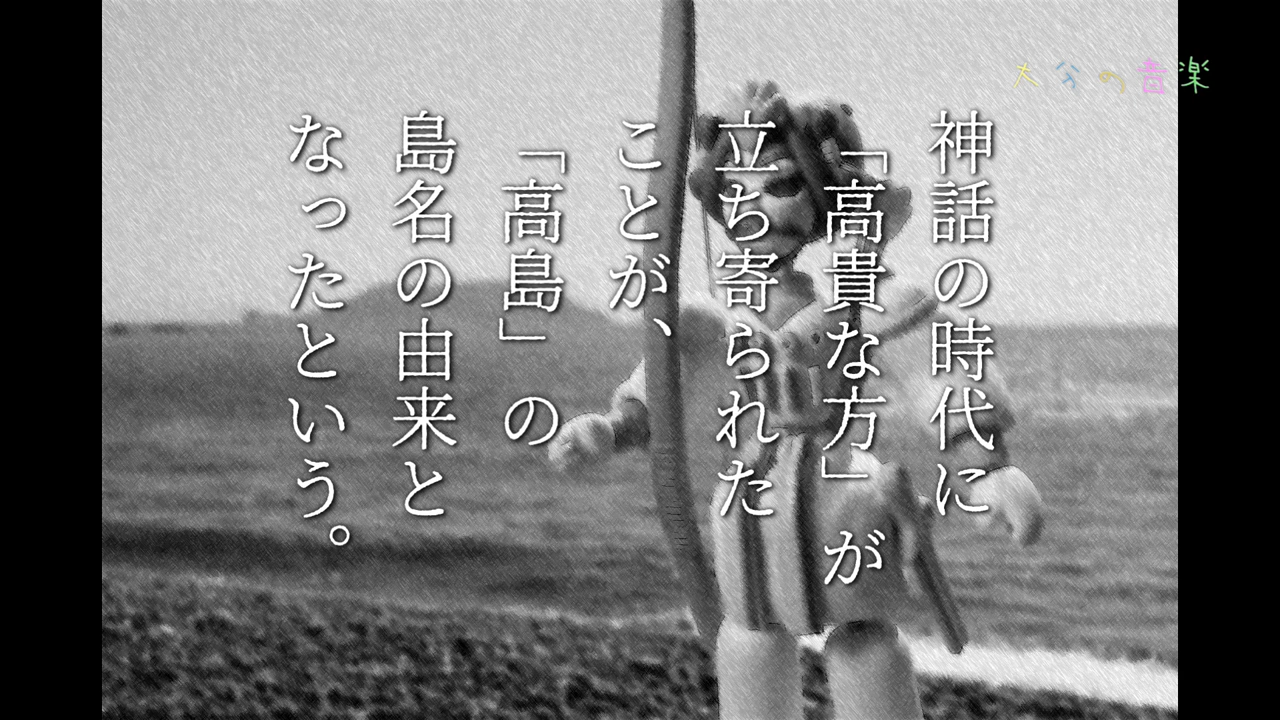 大分の音楽
神話の時代に
「高貴な方」が
立ち寄られた
ことが、
「高島」の
島名の由来と
なったという。